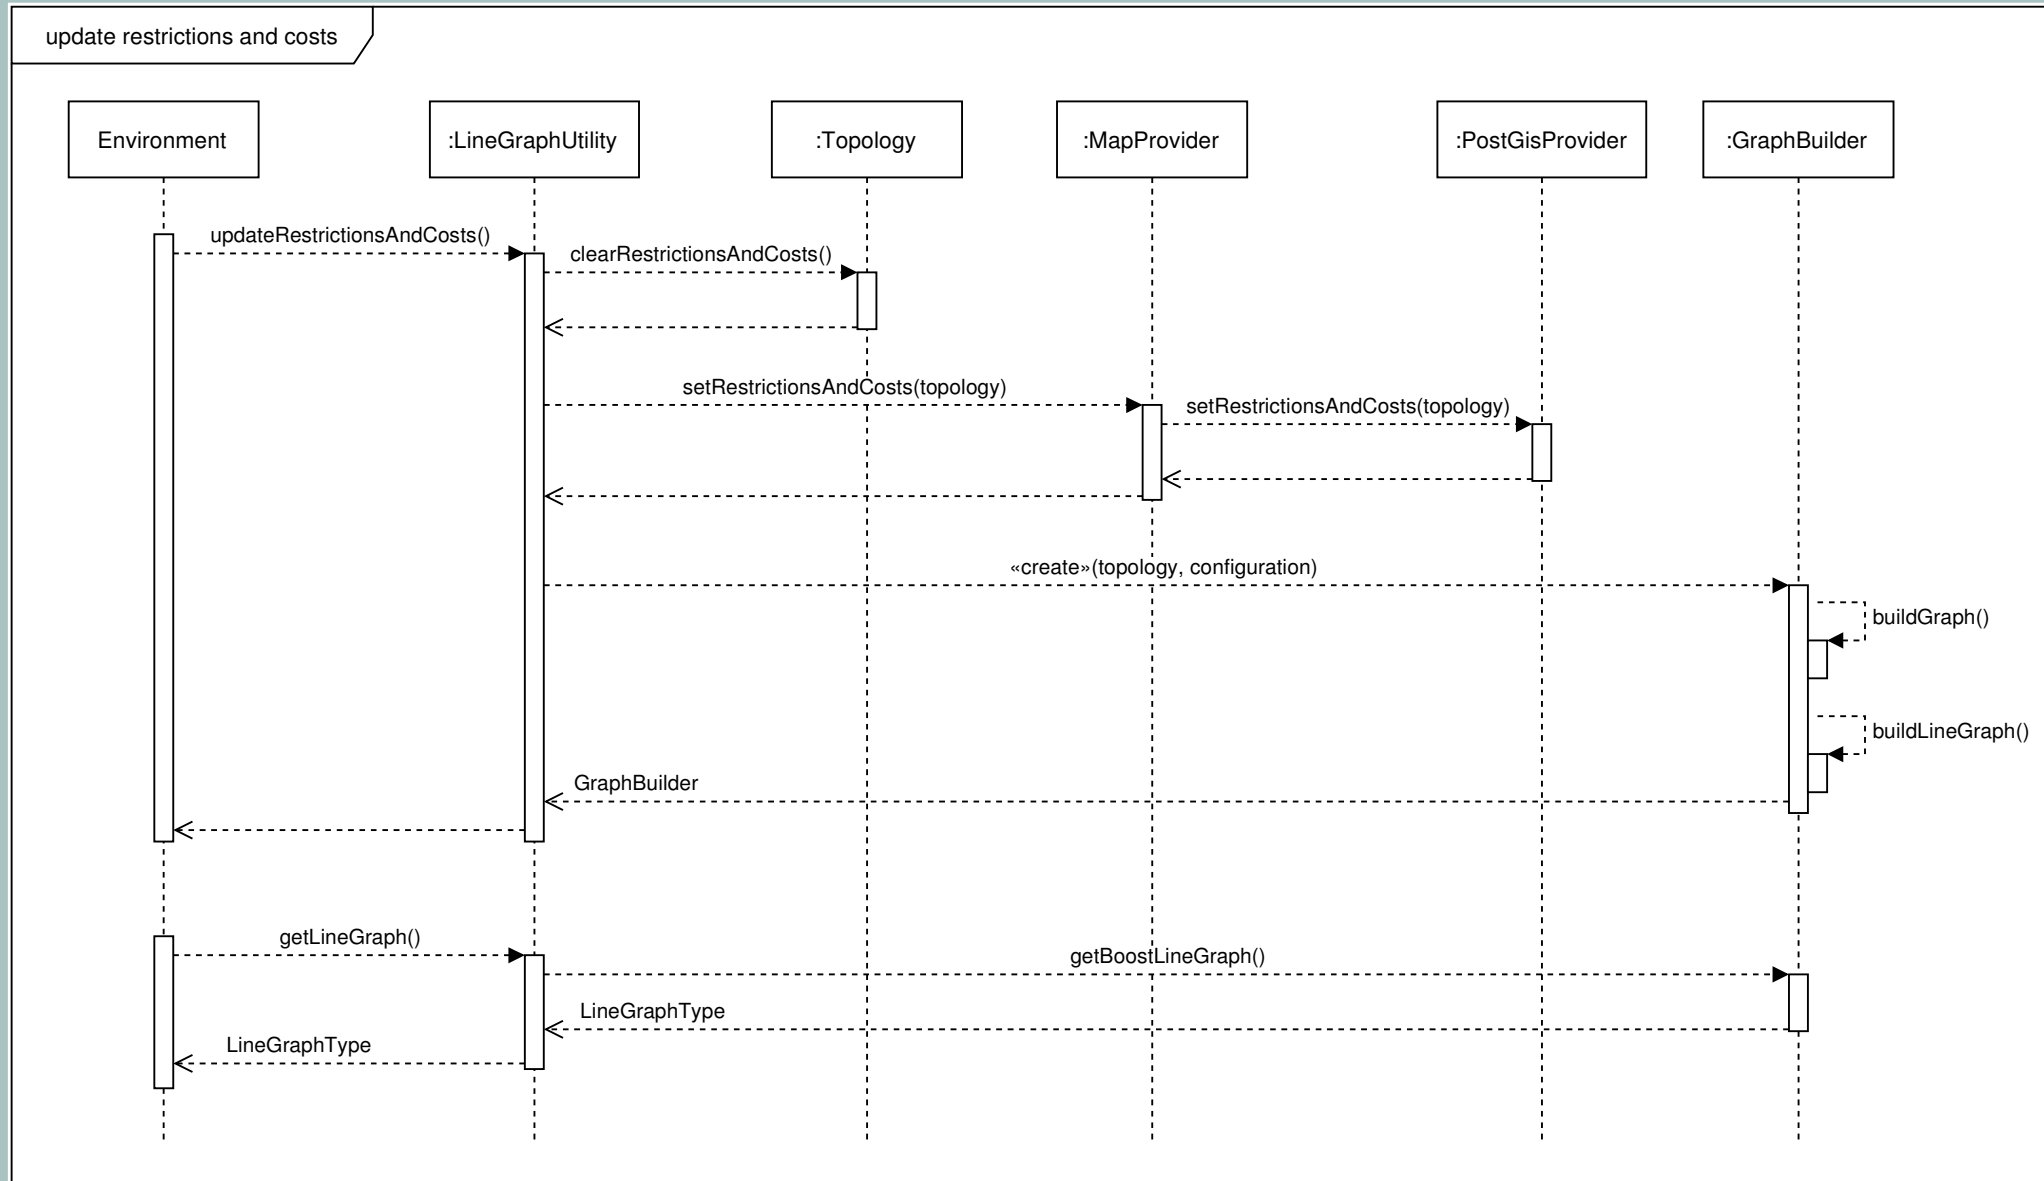 update restrictions and costs
Environment
:LineGraphUtility
:Topology
:MapProvider
:PostGisProvider
:GraphBuilder
updateRestrictionsAndCosts()
clearRestrictionsAndCosts()
setRestrictionsAndCosts(topology)
setRestrictionsAndCosts(topology)
«create»(topology, configuration)
buildGraph()
buildLineGraph()
GraphBuilder
getLineGraph()
getBoostLineGraph()
LineGraphType
LineGraphType